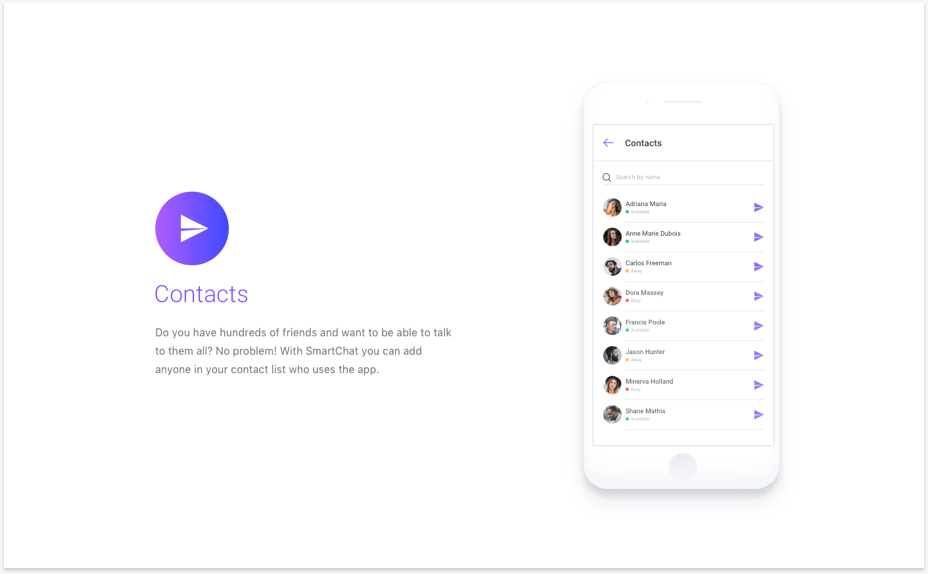 Contacts
Do you have hundreds of friends and want to be able to talk
to them all? No problem! With SmartChat you can add
anyone in your contact list who uses the app.
Contacts
Search by name
Adriana Maria
Available
Anne Marie Dubois
Available
Carlos Freeman
Away
Dora Massey
Busy
Francis Poole
Available
Jason Hunter
Away
Minerva Holland
Busy
Shane Mathis
Available